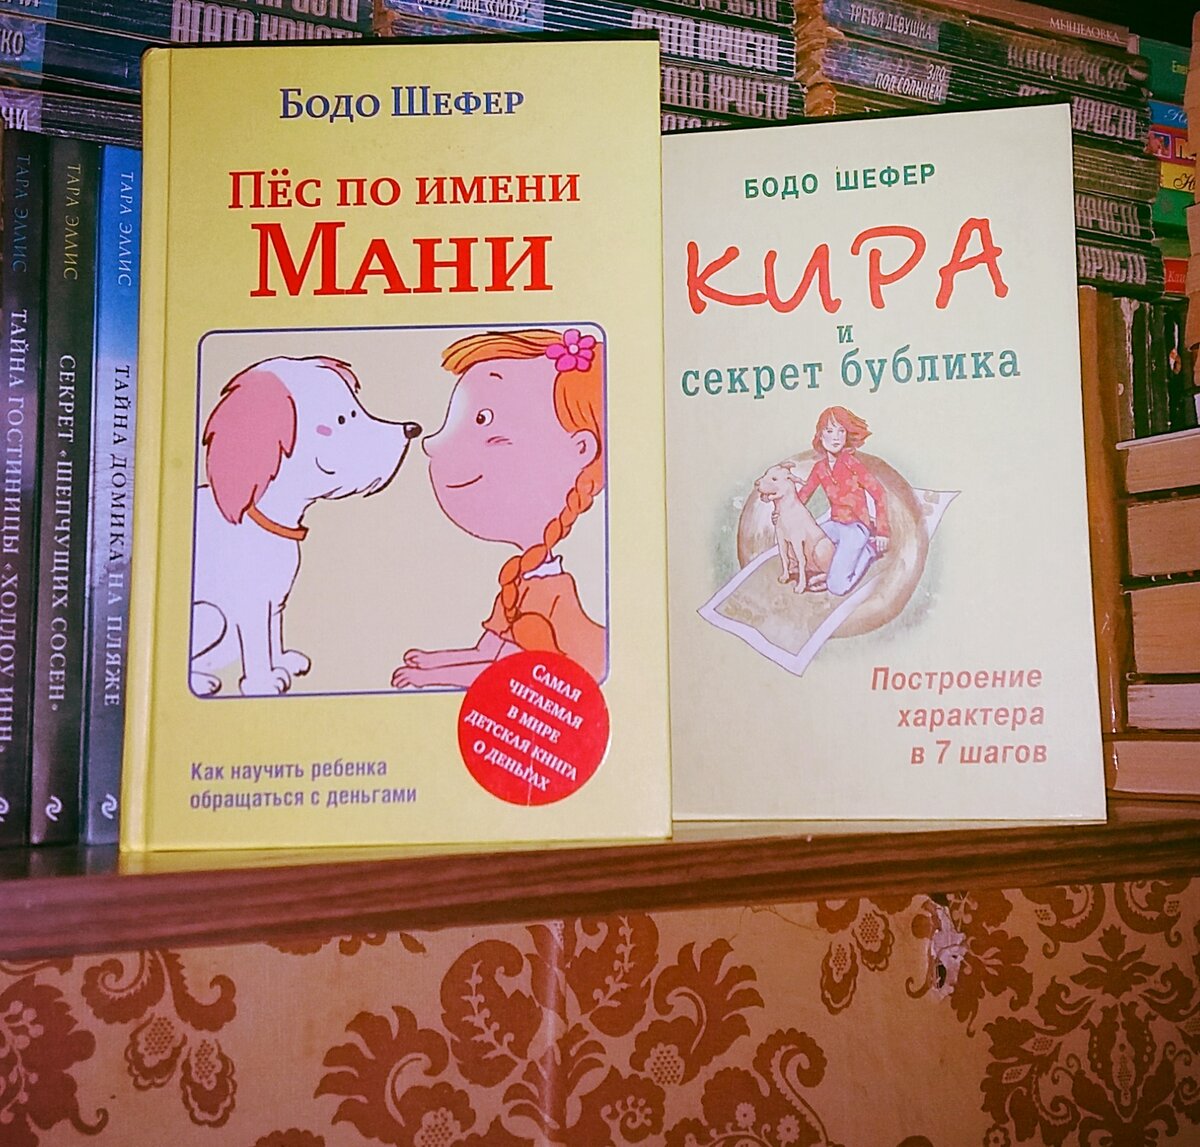 Бодо Шефер
Пёс по имени
Мани
Самая
читаемая
в мире
детская книга
о деньгах
Как научить ребенка
обращаться с деньгами
БОДО ШЕФЕР
КИРА
и
секрет бублика
Построение
характера
в 7 шагов
ТАРА ЭЛЛИС ТАЙНА ГОСТИНИЦЫ «ХОЛЛОУ ИНН»
ТАРА ЭЛЛИС СЕКРЕТ «ШЕПЧУЩИХ СОСЕН»
ТАРА ЭЛЛИС ТАЙНА ДОМИКА НА ПЛЯЖЕ
ТРЕТЬЯ ДЕВУШКА
ЗЛО
ПОД СОЛНЦЕМ
МЫШЕЛОВКА
АГАТА КРИСТИ